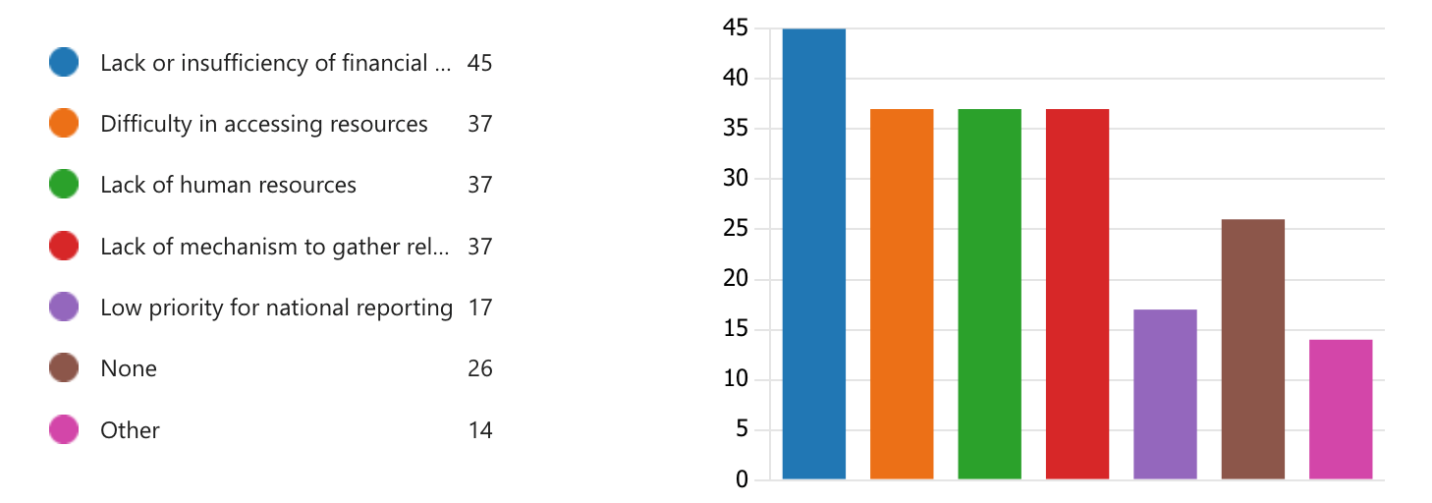 Lack or insufficiency of financial ... 45
Difficulty in accessing resources 37
Lack of human resources 37
Lack of mechanism to gather rel... 37
Low priority for national reporting 17
None 26
Other 14
45
40
35
30
25
20
15
10
5
0